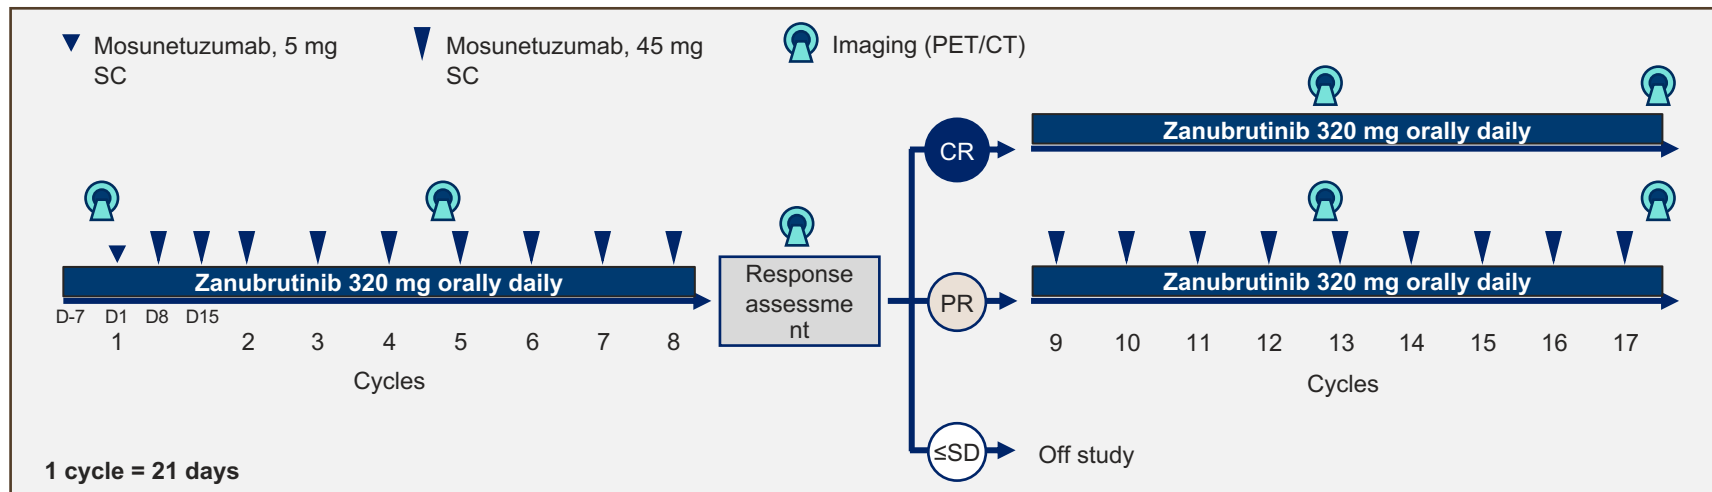 Mosunetuzumab, 5 mg
SC
Mosunetuzumab, 45 mg
SC
Imaging (PET/CT)
Zanubrutinib 320 mg orally daily
D-7 D1 D8 D15
1 2 3 4 5 6 7 8
Cycles
Response
assessme
nt
CR
PR
≤SD
Zanubrutinib 320 mg orally daily
Zanubrutinib 320 mg orally daily
9 10 11 12 13 14 15 16 17
Cycles
Off study
1 cycle = 21 days